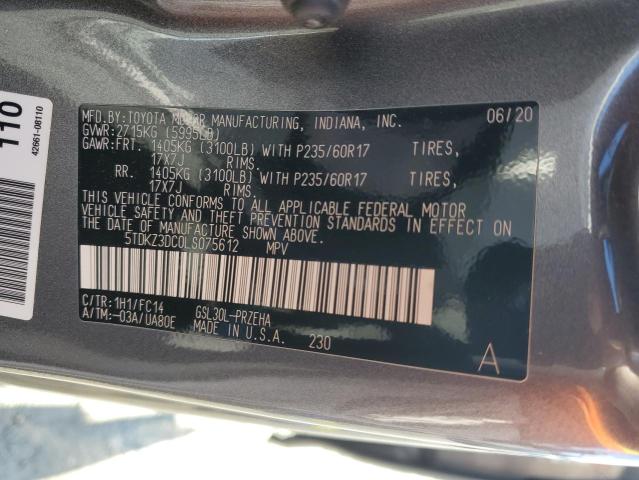 110
42661-08110
MFD.BY:TOYOTA MOTOR MANUFACTURING, INDIANA, INC. 06/20
GVWR:2715KG (5995LB)
GAWR:FRT. 1405KG (3100LB) WITH P235/60R17 TIRES,
17X7J RIMS
RR. 1405KG (3100LB) WITH P235/60R17 TIRES,
17X7J RIMS
THIS VEHICLE CONFORMS TO ALL APPLICABLE FEDERAL MOTOR
VEHICLE SAFETY AND THEFT PREVENTION STANDARDS IN EFFECT ON
THE DATE OF MANUFACTURE SHOWN ABOVE.
5TDKZ3DC0LS075612 MPV
C/TR:1H1/FC14 GSL30L-PRZEHA
A/TM:-03A/UA80E MADE IN U.S.A. 230
A